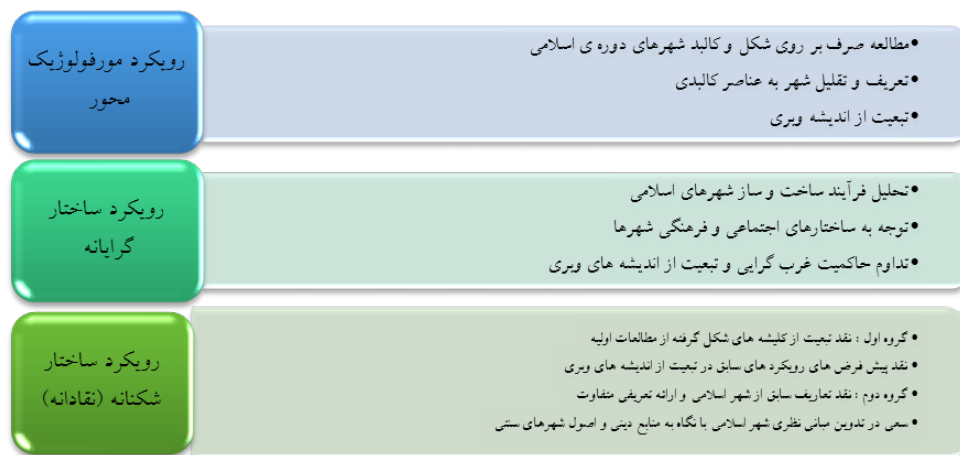 رویکرد مورفولوژیک
محور
•مطالعه صرف بر روی شکل و کالبد شهرهای دوره ی اسلامی
•تعریف و تقلیل شهر به عناصر کالبدی
•تبعیت از اندیشه وبری
رویکرد ساختار
گرایانه
•تحلیل فرآیند ساخت و ساز شهرهای اسلامی
•توجه به ساختارهای اجتماعی و فرهنگی شهرها
•تداوم حاکمیت غرب گرایی و تبعیت از اندیشه های وبری
رویکرد ساختار
شکنانه (نقادانه)
•گروه اول : نقد تبعیت از کلیشه های شکل گرفته از مطالعات اولیه
•نقد پیش فرض های رویکرد های سابق در تبعیت از اندیشه های وبری
•گروه دوم : نقد تعاریف سابق از شهر اسلامی و ارائه تعریفی متفاوت
•سعی در تدوین مبانی نظری شهر اسلامی با نگاه به منابع دینی و اصول شهرهای سنتی